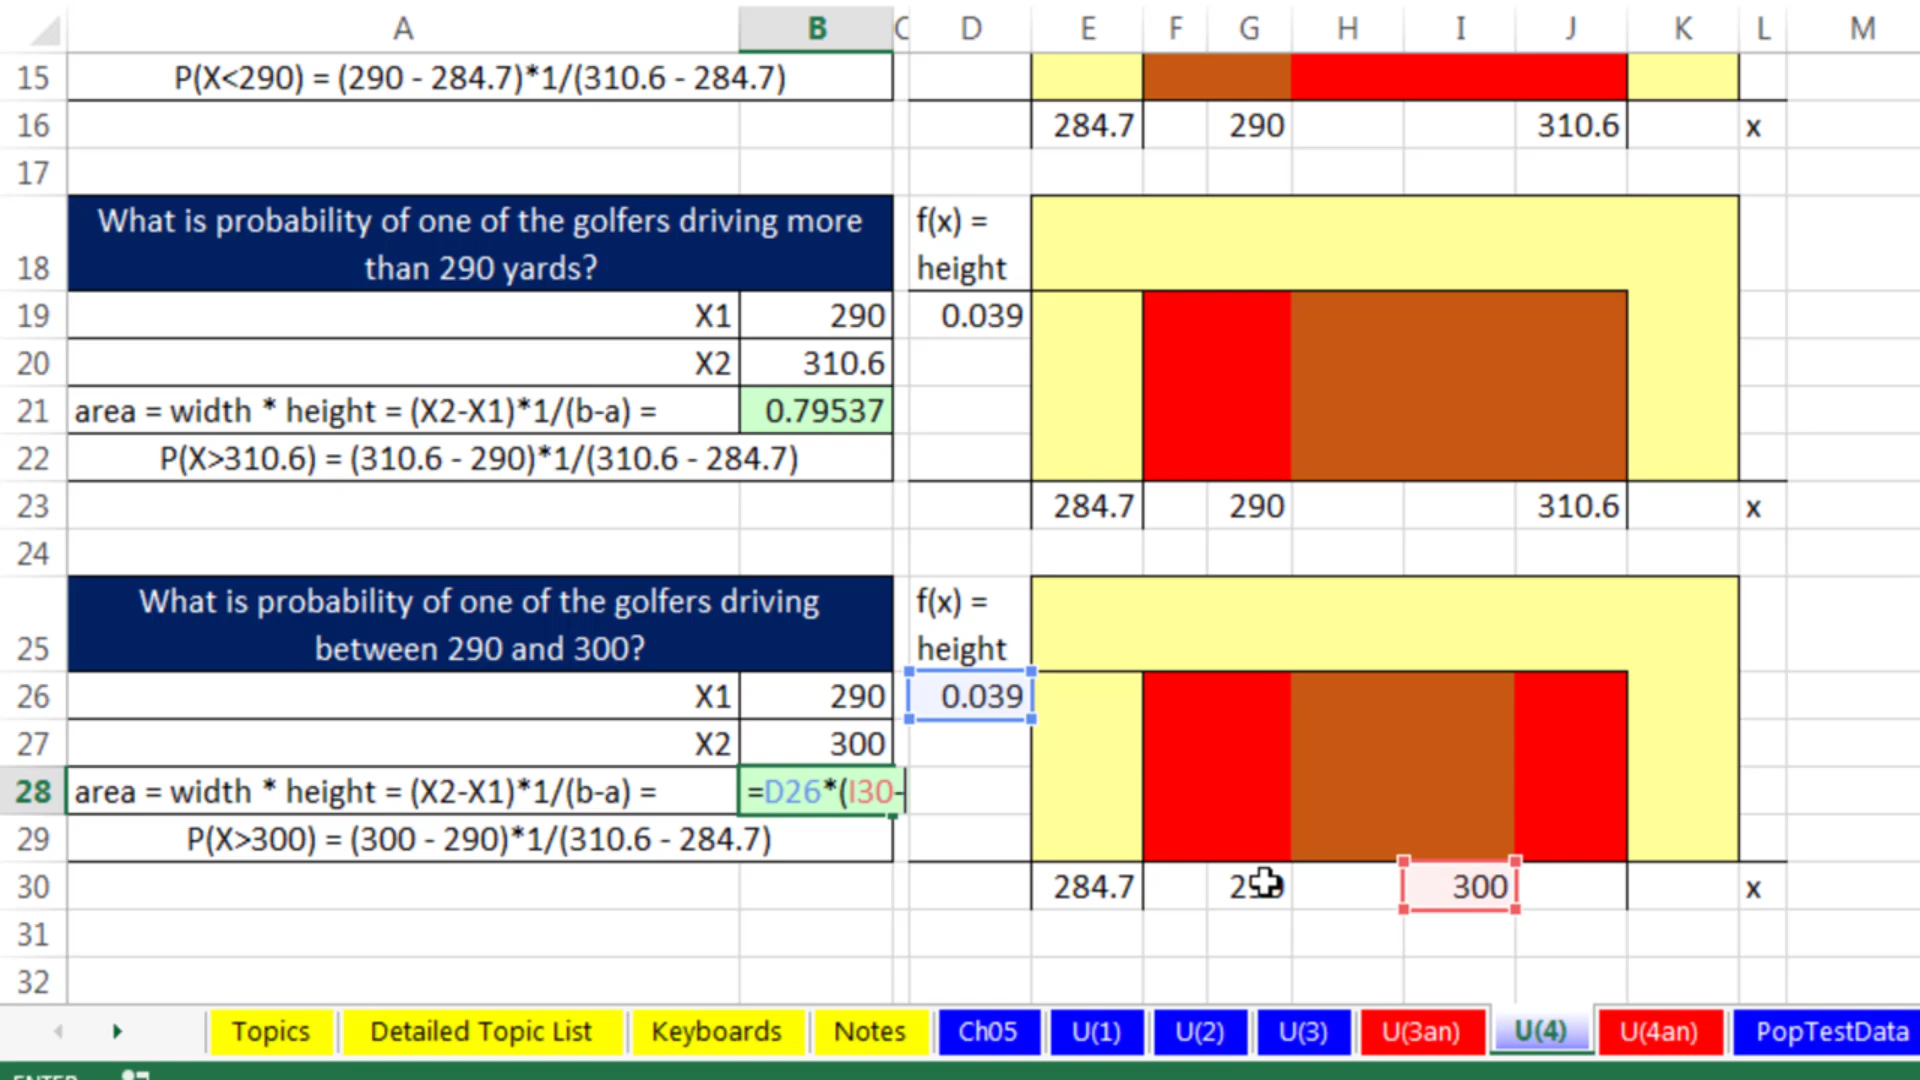 A B C D E F G H I J K L M
15 P(X<290) = (290 - 284.7)*1/(310.6 - 284.7)
16 284.7 290 310.6 x
17
What is probability of one of the golfers driving more f(x) =
18 than 290 yards? height
19 X1 290 0.039
20 X2 310.6
21 area = width * height = (X2-X1)*1/(b-a) = 0.79537
22 P(X>310.6) = (310.6 - 290)*1/(310.6 - 284.7)
23 284.7 290 310.6 x
24
What is probability of one of the golfers driving f(x) =
25 between 290 and 300? height
26 X1 290 0.039
27 X2 300
28 area = width * height = (X2-X1)*1/(b-a) = =D26*(I30-
29 P(X>300) = (300 - 290)*1/(310.6 - 284.7)
30 284.7 300 x
31
32
Topics Detailed Topic List Keyboards Notes Ch05 U(1) U(2) U(3) U(3an) U(4) U(4an) PopTestData
ENTER